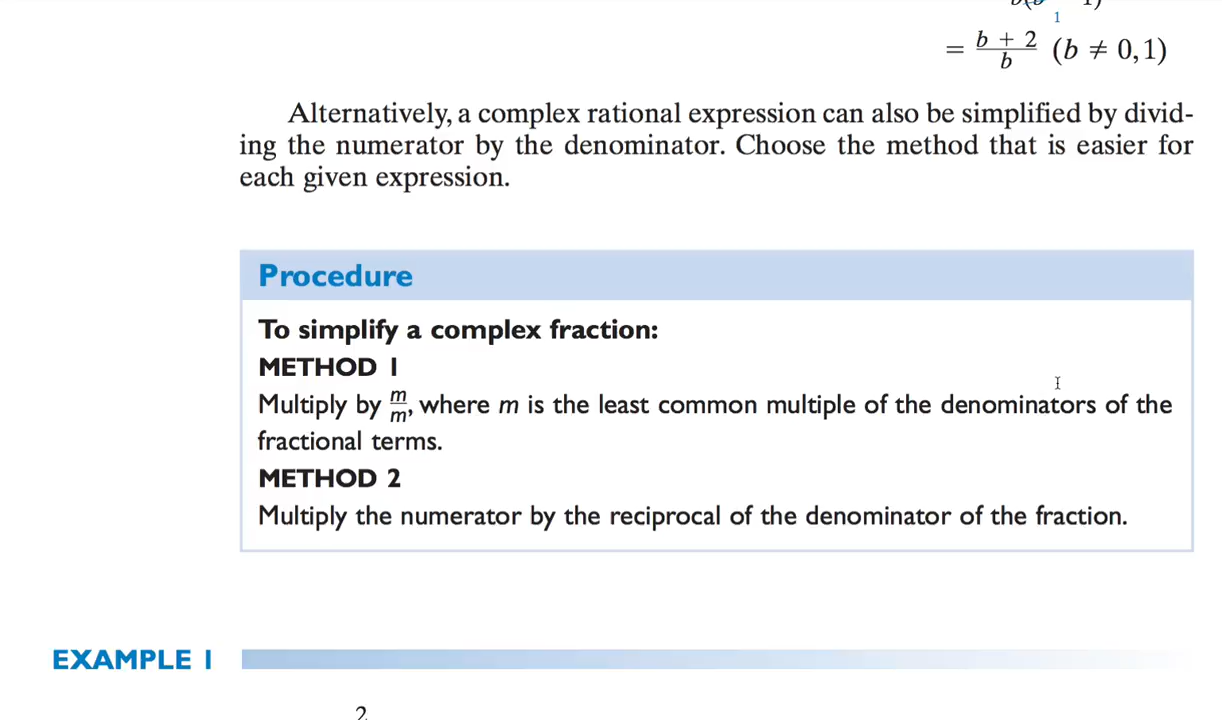 1
= b + 2 / b (b ≠ 0, 1)
Alternatively, a complex rational expression can also be simplified by divid-
ing the numerator by the denominator. Choose the method that is easier for
each given expression.
Procedure
To simplify a complex fraction:
METHOD 1
Multiply by m/m, where m is the least common multiple of the denominators of the
fractional terms.
METHOD 2
Multiply the numerator by the reciprocal of the denominator of the fraction.
EXAMPLE 1
2